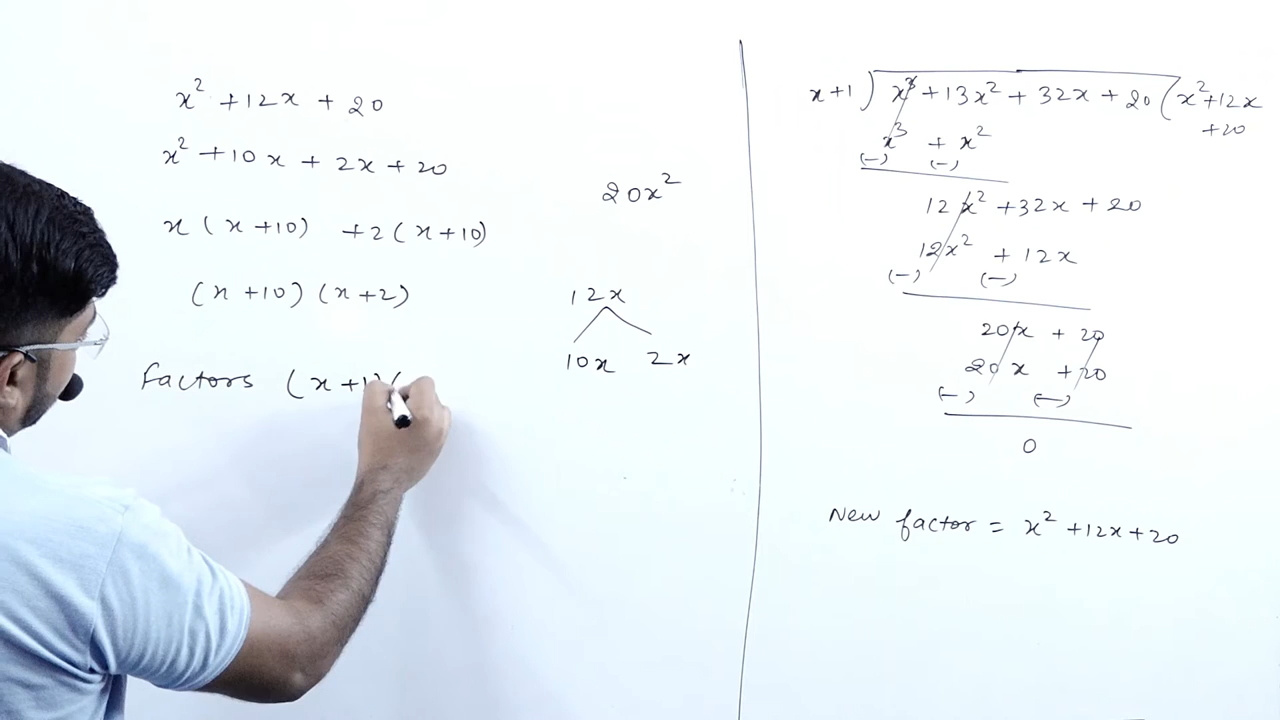 x² + 12x + 20
x² + 10x + 2x + 20
x (x + 10) + 2 (x + 10)
(x + 10) (x + 2)
Factors (x + 1) (
20x²
12x
10x 2x
x + 1 ) x³ + 13x² + 32x + 20 ( x² + 12x
+ 20
x³ + x²
(-) (-)
12x² + 32x + 20
12x² + 12x
(-) (-)
20x + 20
20x + 20
(-) (-)
0
New factor = x² + 12x + 20